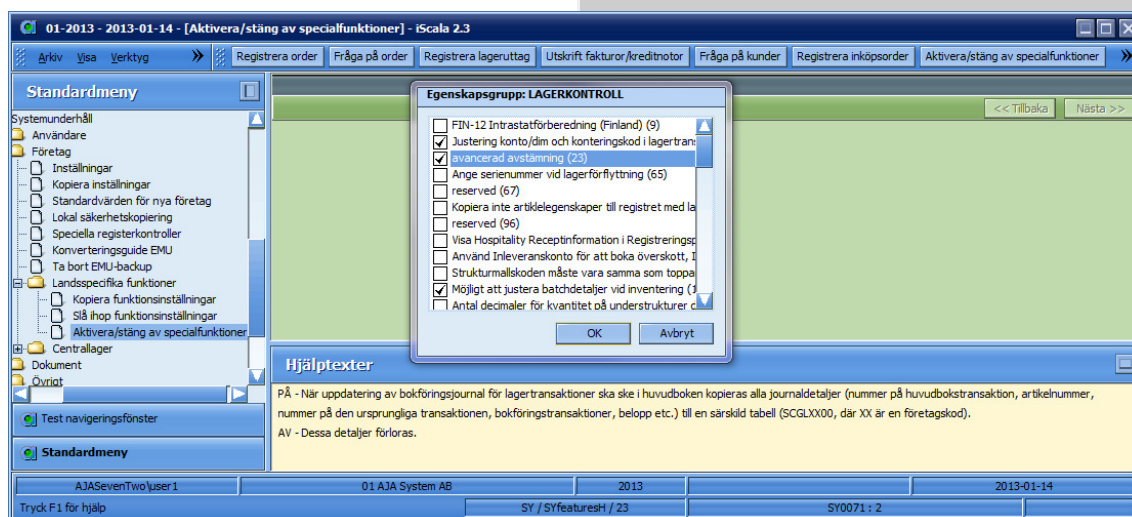 01-2013 - 2013-01-14 - [Aktivera/stäng av specialfunktioner] - iScala 2.3
Arkiv Visa Verktyg » Registrera order Fråga på order Registrera lageruttag Utskrift fakturor/kreditnotor Fråga på kunder Registrera inköpsorder Aktivera/stäng av specialfunktioner »
Standardmeny
Systemunderhåll
Användare
Företag
Inställningar
Kopiera inställningar
Standardvärden för nya företag
Lokal säkerhetskopiering
Speciella registerkontroller
Konverteringsguide EMU
Ta bort EMU-backup
Landsspecifika funktioner
Kopiera funktionsinställningar
Slå ihop funktionsinställningar
Aktivera/stäng av specialfunktioner
Centrallager
Dokument
Övrigt
Test navigeringsfönster
Standardmeny
<< Tillbaka Nästa >>
Egenskapsgrupp: LAGERKONTROLL
FIN-12 Intrastatförberedning (Finland) (9)
Justering konto/dim och konteringskod i lagertran
avancerad avstämning (23)
Ange serienummer vid lagerförflyttning (65)
reserved (67)
Kopiera inte artiklelegenskaper till registret med la
reserved (96)
Visa Hospitality Receptinformation i Registrerings
Använd Inleveranskonto för att boka överskott, I
Strukturmallskoden måste vara samma som toppa
Möjligt att justera batchdetaljer vid inventering (1
Antal decimaler för kvantitet på understrukturer
OK Avbryt
Hjälptexter
PÅ - När uppdatering av bokföringsjournal för lagertransaktioner ska ske i huvudboken kopieras alla journaldetaljer (nummer på huvudbokstransaktion, artikelnummer,
nummer på den ursprungliga transaktionen, bokföringstransaktioner, belopp etc.) till en särskild tabell (SCGLXX00, där XX är en företagskod).
AV - Dessa detaljer förloras.
AJASevenTwo\user1 01 AJA System AB 2013 2013-01-14
Tryck F1 för hjälp SY / SYfeaturesH / 23 SY0071 : 2